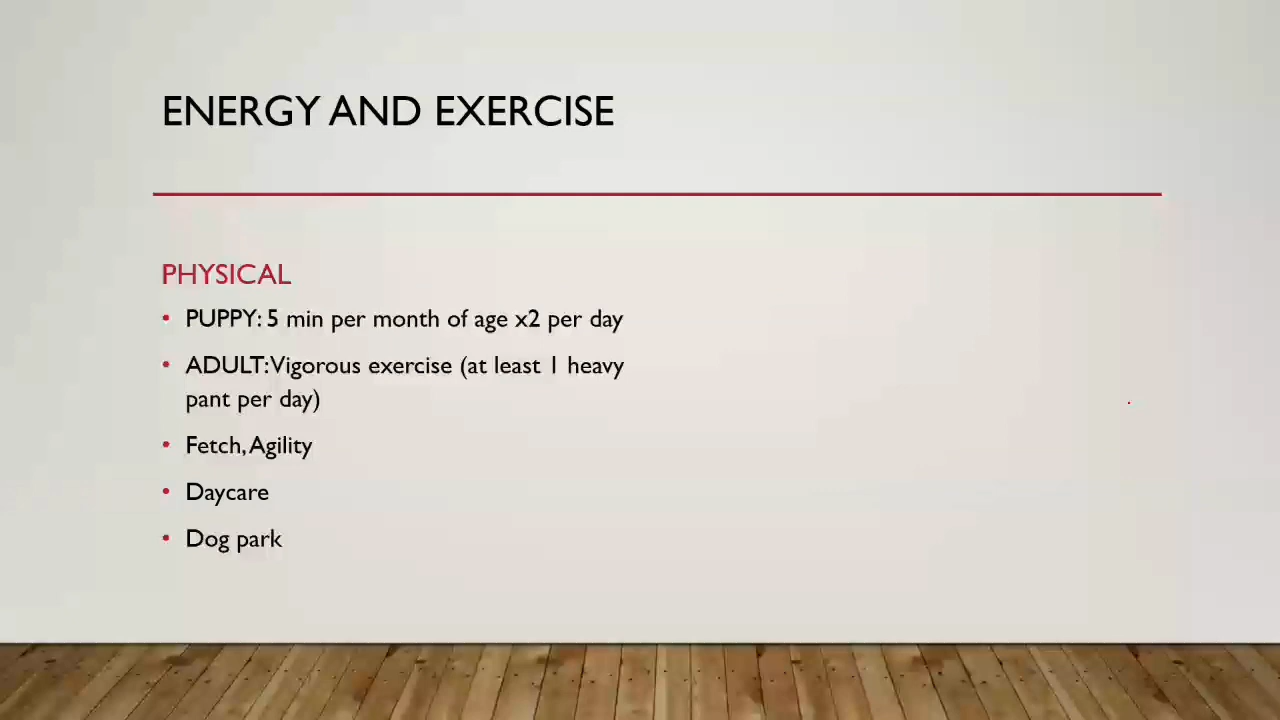 ENERGY AND EXERCISE
PHYSICAL
• PUPPY: 5 min per month of age x2 per day
• ADULT: Vigorous exercise (at least 1 heavy
pant per day)
• Fetch, Agility
• Daycare
• Dog park